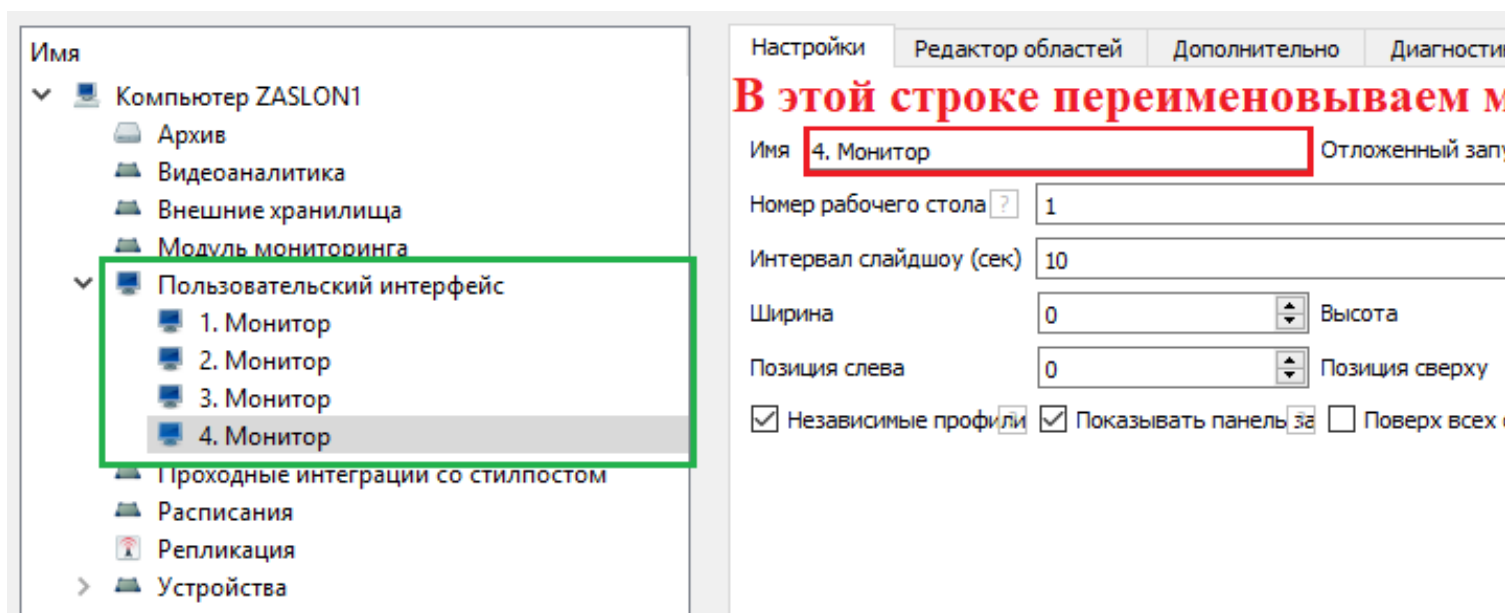 Имя
Компьютер ZASLON1
Архив
Видеоаналитика
Внешние хранилища
Модуль мониторинга
Пользовательский интерфейс
1. Монитор
2. Монитор
3. Монитор
4. Монитор
Проходные интеграции со стилпостом
Расписания
Репликация
Устройства
Настройки Редактор областей Дополнительно
В этой строке переименовываем
Имя 4. Монитор Отложенный
Номер рабочего стола ? 1
Интервал слайдшоу (сек) 10
Ширина 0 Высота
Позиция слева 0 Позиция сверху
Независимые профили Показывать панель за Поверх всех